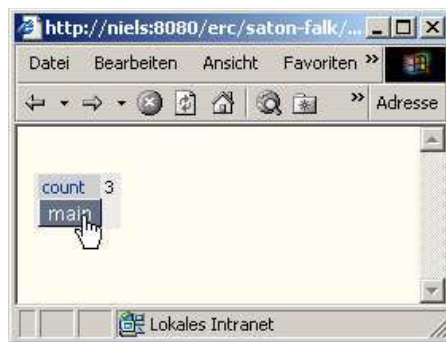 http://niels:8080/erc/saton-falk/...
Datei Bearbeiten Ansicht Favoriten »
» Adresse
count 3
main
Lokales Intranet